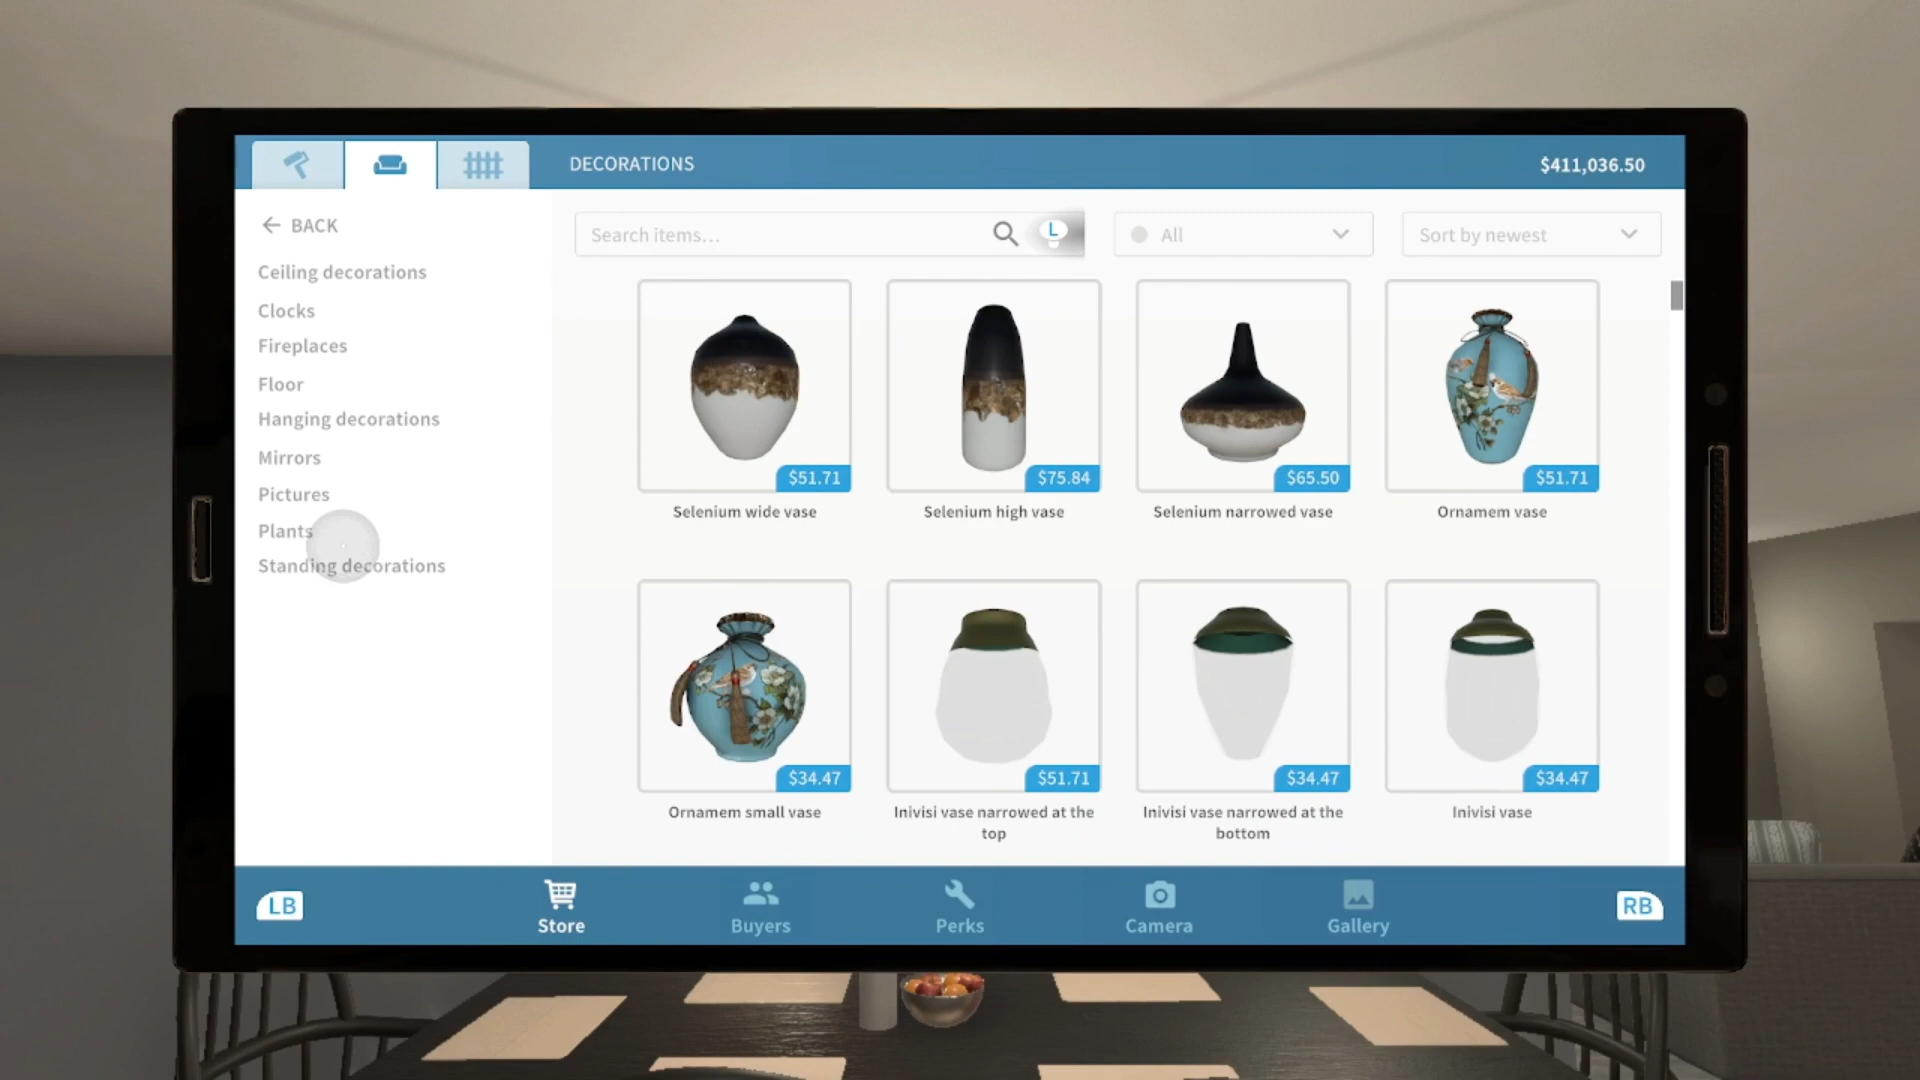 DECORATIONS
$411,036.50
BACK
Search items...
L
All
Sort by newest
Ceiling decorations
Clocks
Fireplaces
Floor
Hanging decorations
Mirrors
Pictures
Plants
Standing decorations
$51.71
$75.84
$65.50
$51.71
Selenium wide vase
Selenium high vase
Selenium narrowed vase
Ornamem vase
$34.47
$51.71
$34.47
$34.47
Ornamem small vase
Inivisi vase narrowed at the
top
Inivisi vase narrowed at the
bottom
Inivisi vase
LB
Store
Buyers
Perks
Camera
Gallery
RB